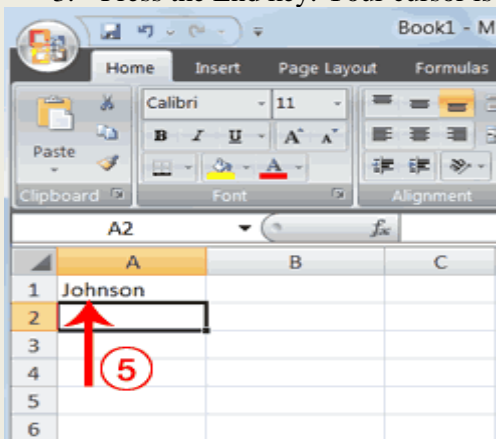 Press the End key. Your cursor is
Book1 - M
Home Insert Page Layout Formulas
Calibri 11
B I U A A A
Paste
Clipboard Font Alignment
A2 fx
A B C
1 Johnson
2
3
4 5
5
6